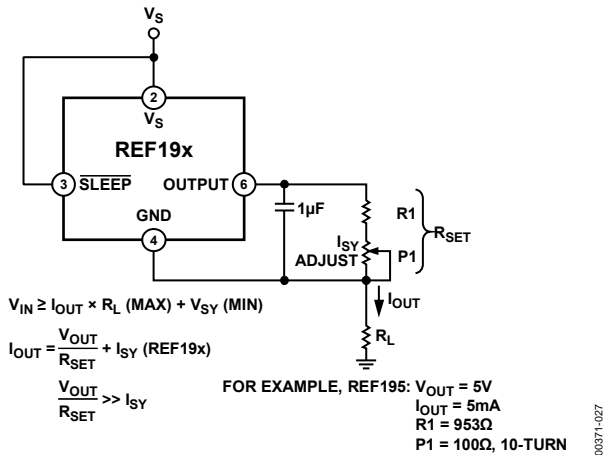 VS
2
VS
REF19x
3 SLEEP OUTPUT 6
GND
4
1µF
R1
ISY
ADJUST
P1
RSET
IOUT
RL
VIN ≥ IOUT × RL (MAX) + VSY (MIN)
IOUT = VOUT / RSET + ISY (REF19x)
VOUT / RSET >> ISY
FOR EXAMPLE, REF195: VOUT = 5V
IOUT = 5mA
R1 = 953Ω
P1 = 100Ω, 10-TURN
00371-027